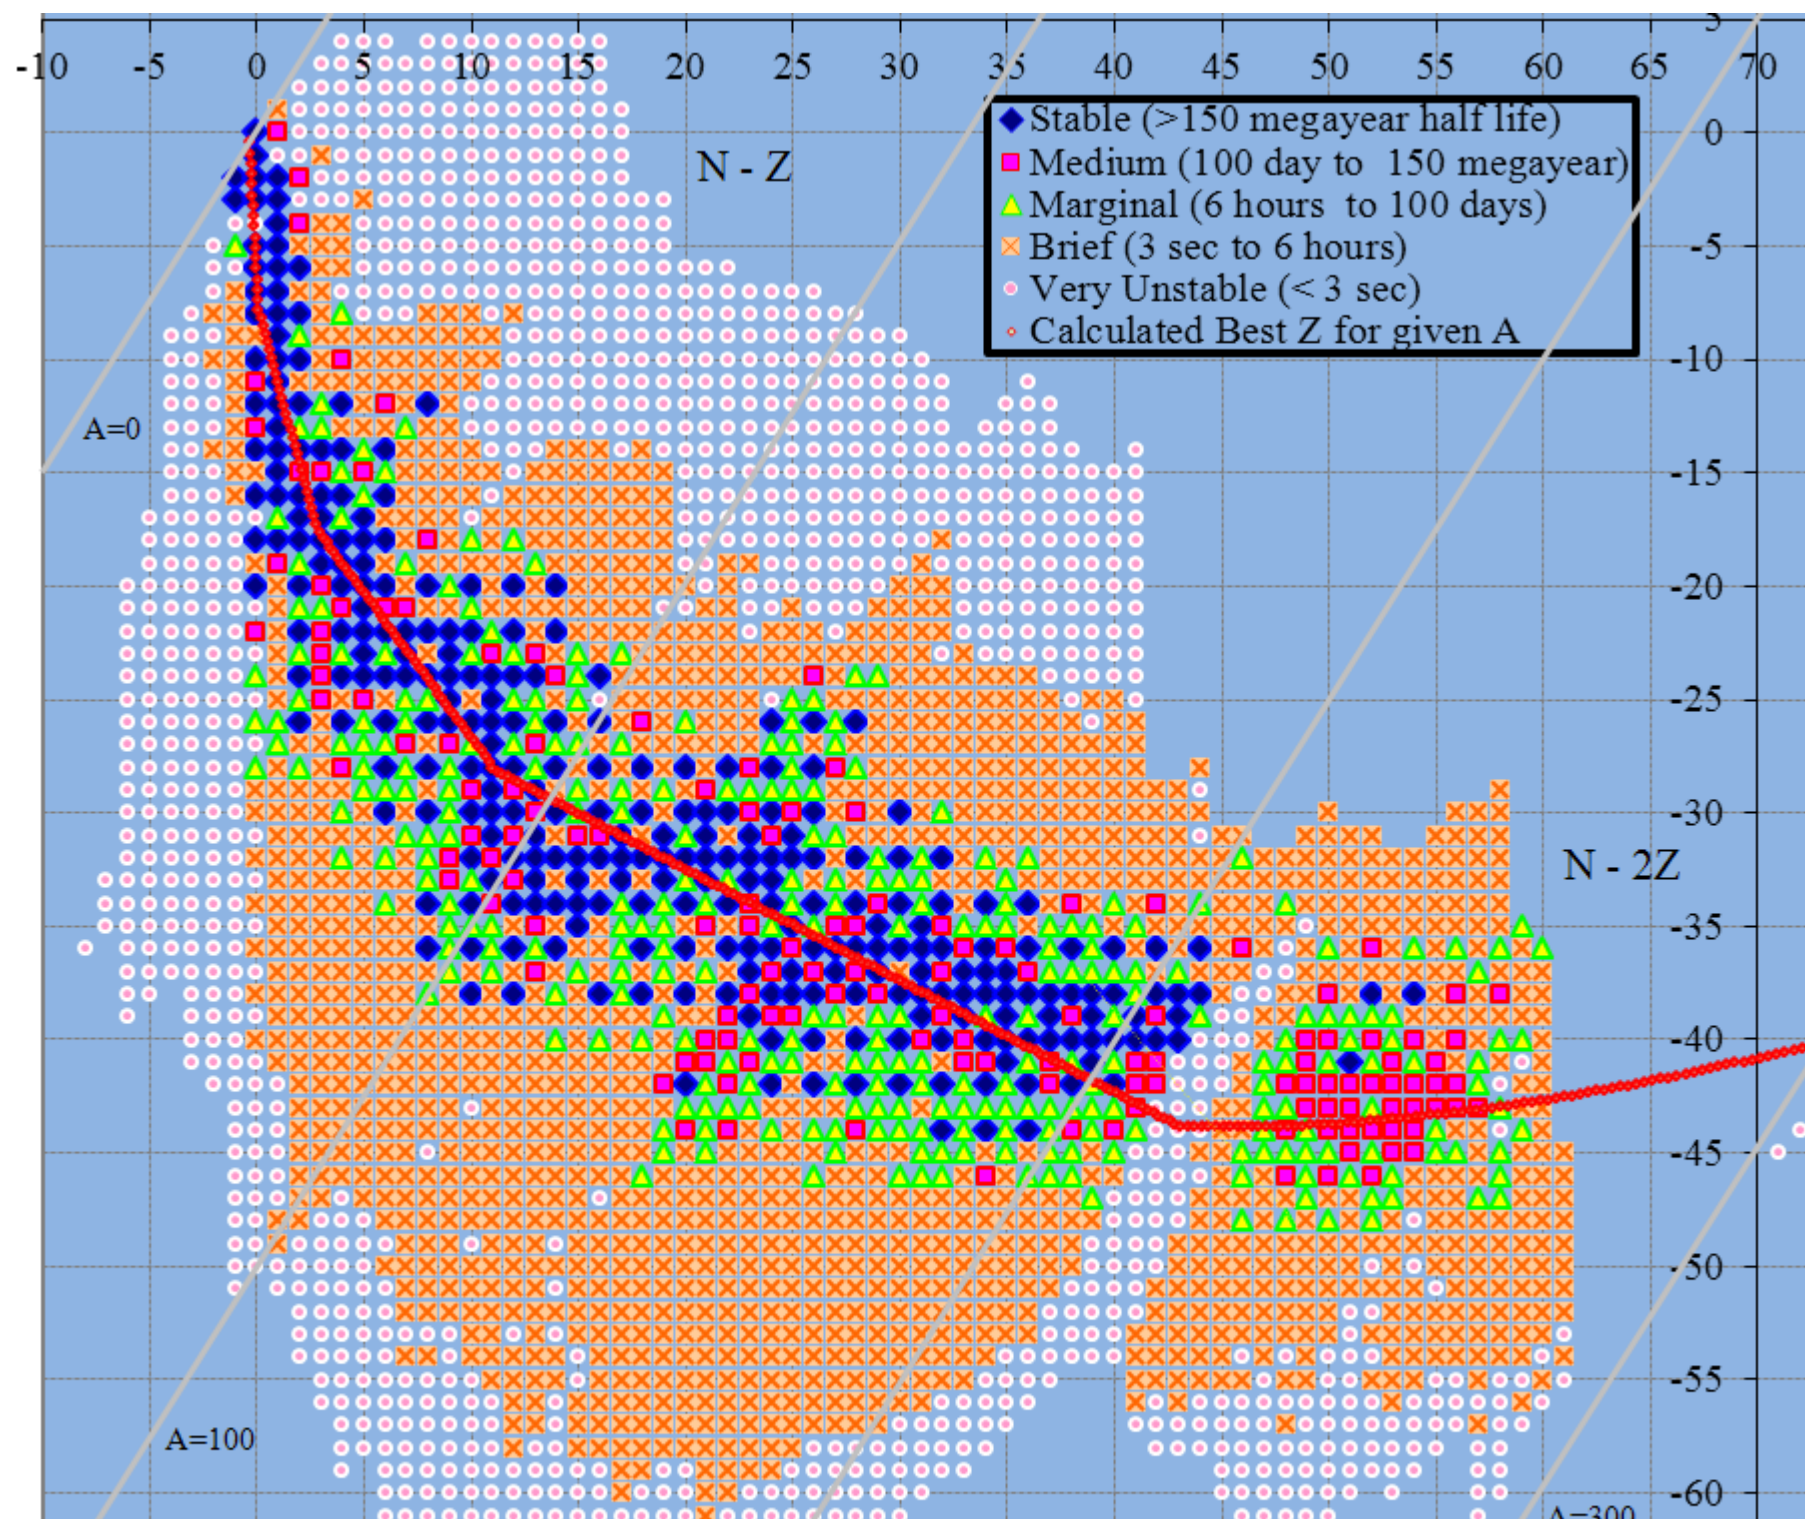 5
-10 -5 0 5 10 15 20 25 30 35 40 45 50 55 60 65 70
Stable (>150 megayear half life)
Medium (100 day to 150 megayear)
Marginal (6 hours to 100 days)
Brief (3 sec to 6 hours)
Very Unstable (< 3 sec)
Calculated Best Z for given A
N - Z
0
-5
-10
A=0
-15
-20
-25
-30
N - 2Z
-35
-40
-45
-50
-55
A=100
-60
A=300